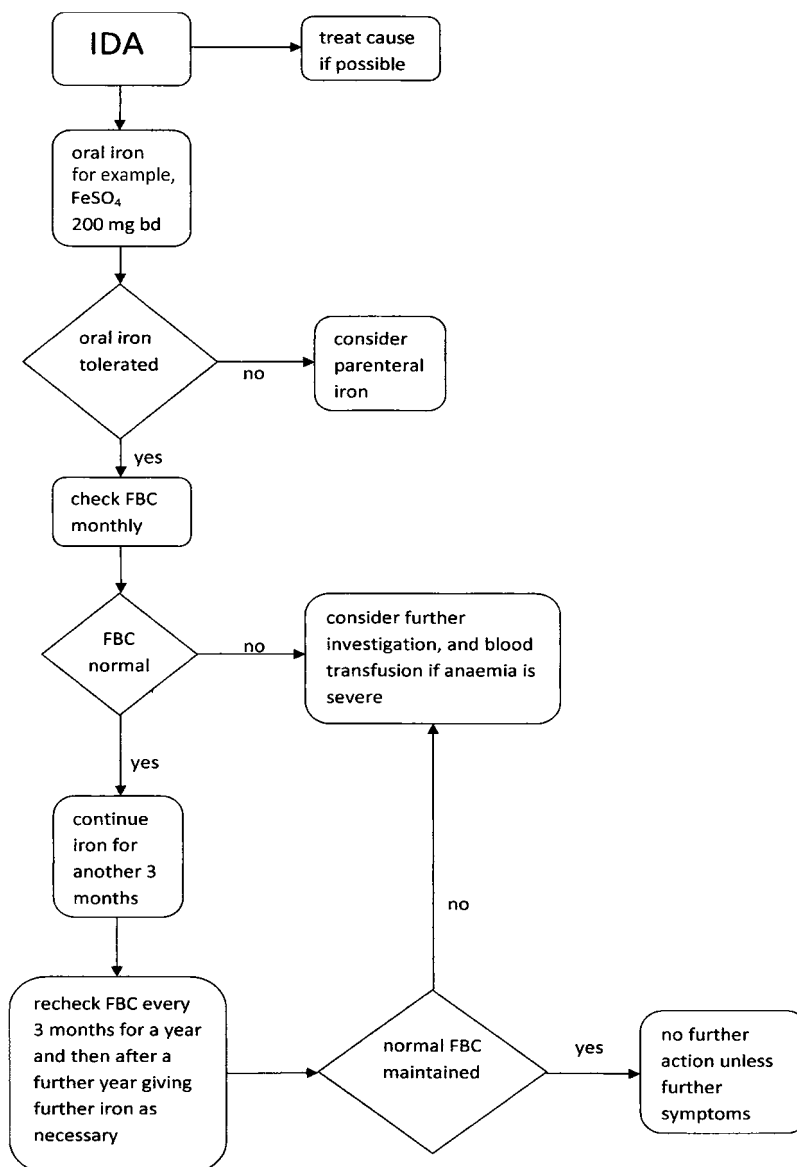 IDA
treat cause
if possible
oral iron
for example,
FeSO₄
200 mg bd
oral iron
tolerated
no
consider
parenteral
iron
yes
check FBC
monthly
FBC
normal
no
consider further
investigation, and blood
transfusion if anaemia is
severe
yes
continue
iron for
another 3
months
no
recheck FBC every
3 months for a year
and then after a
further year giving
further iron as
necessary
normal FBC
maintained
yes
no further
action unless
further
symptoms